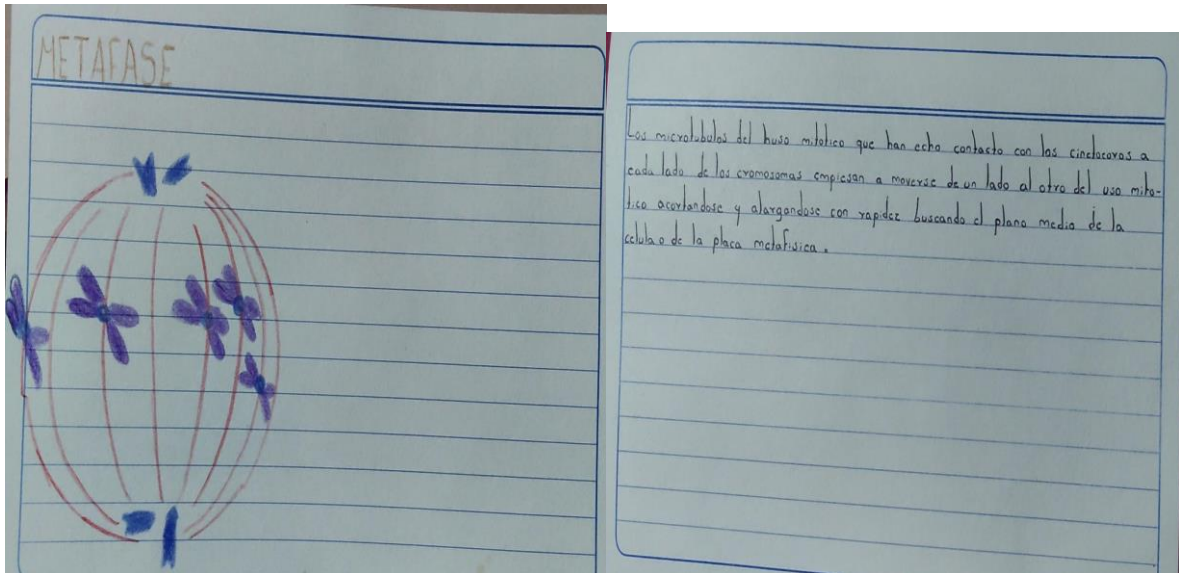 METAFASE
Los microtubulos del huso mitotico que han echo contacto con los cinetocoros a
cada lado de los cromosomas empiesan a moverse de un lado al otro del uso mito-
tico acortandose y alargandose con rapidez buscando el plano medio de la
celula o de la placa metafisica.